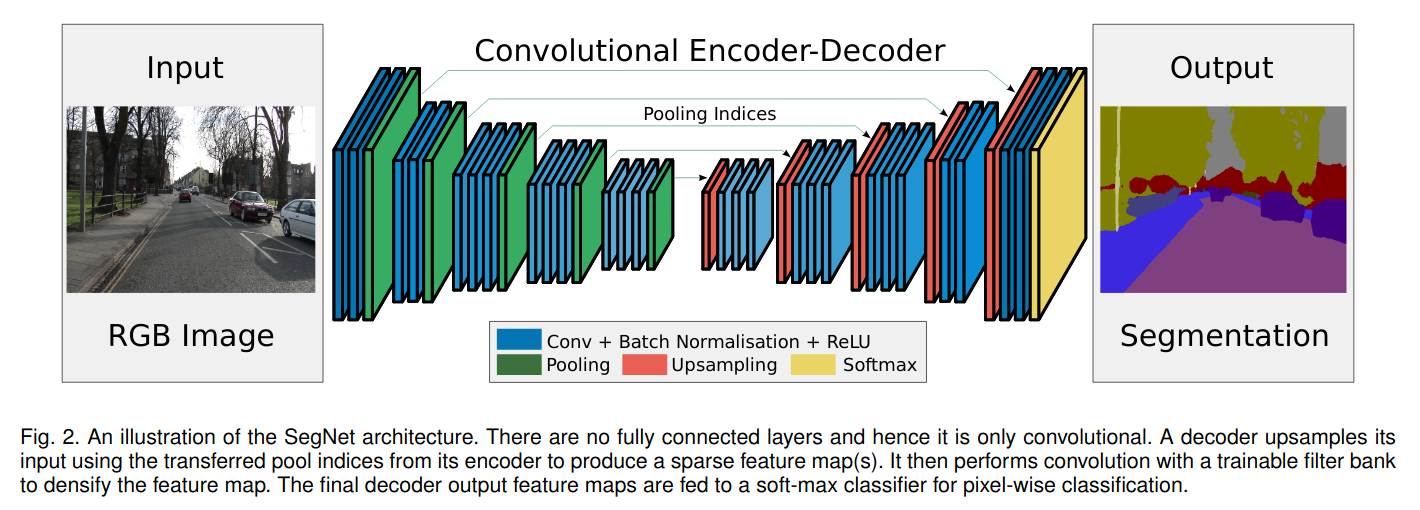 Input
RGB Image
Convolutional Encoder-Decoder
Pooling Indices
Conv + Batch Normalisation + ReLU
Pooling Upsampling Softmax
Output
Segmentation
Fig. 2. An illustration of the SegNet architecture. There are no fully connected layers and hence it is only convolutional. A decoder upsamples its
input using the transferred pool indices from its encoder to produce a sparse feature map(s). It then performs convolution with a trainable filter bank
to densify the feature map. The final decoder output feature maps are fed to a soft-max classifier for pixel-wise classification.